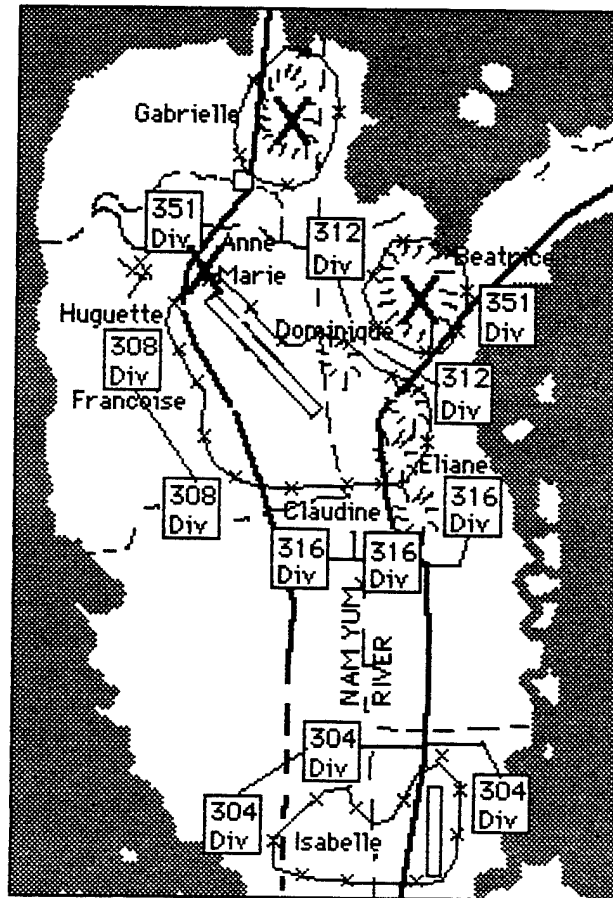 Gabrielle
351
Div
Anne
Marie
312
Div
Beatrice
351
Div
Huguette
Dominique
308
Div
312
Div
Francoise
Eliane
308
Div
316
Div
Claudine
316
Div
316
Div
NAM YUM
RIVER
304
Div
304
Div
304
Div
Isabelle